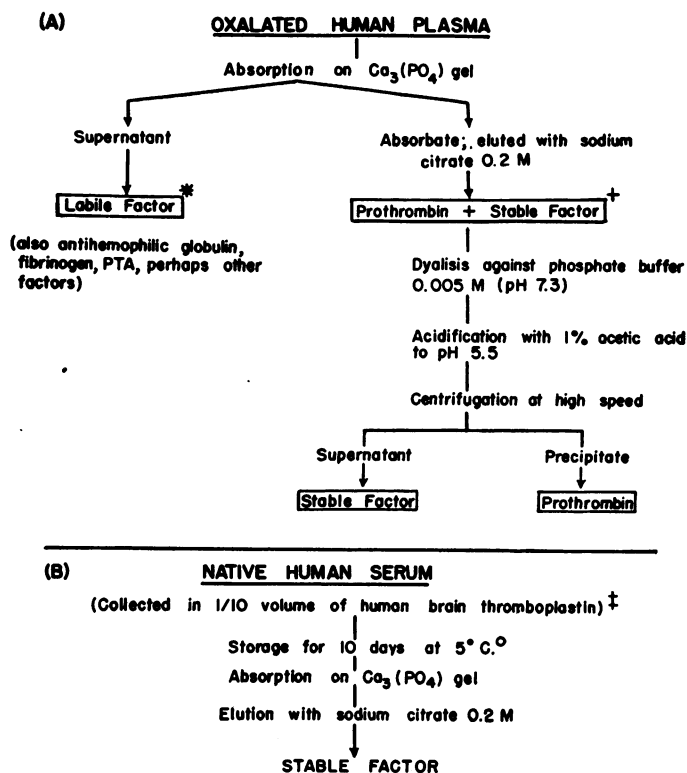 (A)
OXALATED HUMAN PLASMA
Absorption on Ca₃(PO₄) gel
Supernatant
Labile Factor *
(also antihemophilic globulin,
fibrinogen, PTA, perhaps other
factors)
Absorbate; eluted with sodium
citrate 0.2 M
Prothrombin + Stable Factor +
Dyalisis against phosphate buffer
0.005 M (pH 7.3)
Acidification with 1% acetic acid
to pH 5.5
Centrifugation at high speed
Supernatant
Stable Factor
Precipitate
Prothrombin
(B)
NATIVE HUMAN SERUM
(Collected in 1/10 volume of human brain thromboplastin) ‡
Storage for 10 days at 5° C.°
Absorption on Ca₃(PO₄) gel
Elution with sodium citrate 0.2 M
STABLE FACTOR